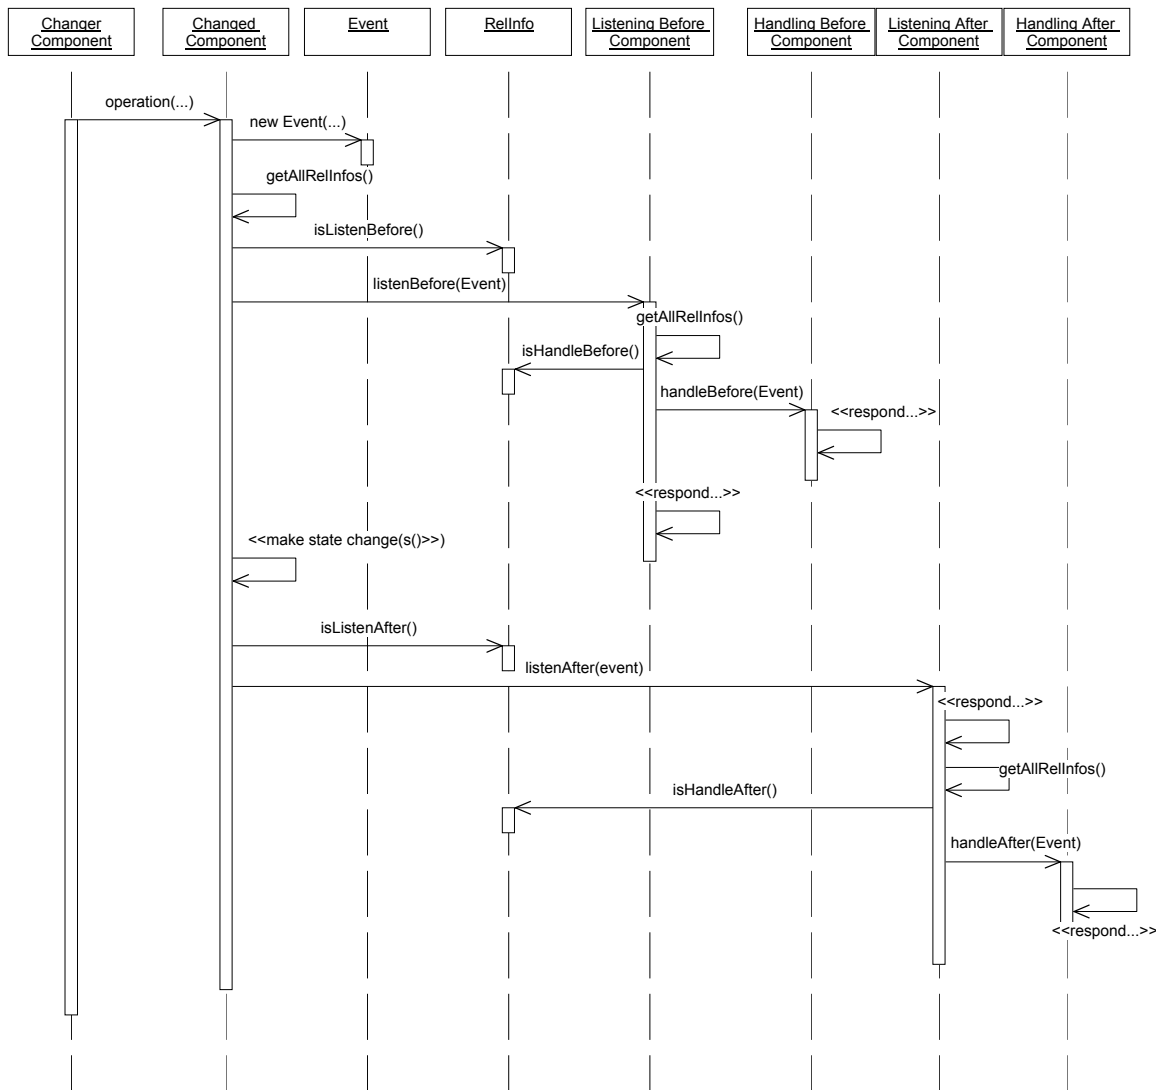 Changer
Component
Changed
Component
Event
RelInfo
Listening Before
Component
Handling Before
Component
Listening After
Component
Handling After
Component
operation(...)
new Event(...)
getAllRelInfos()
isListenBefore()
listenBefore(Event)
getAllRelInfos()
isHandleBefore()
handleBefore(Event)
<<respond...>>
<<respond...>>
<<make state change(s()>>)
isListenAfter()
listenAfter(event)
<<respond...>>
getAllRelInfos()
isHandleAfter()
handleAfter(Event)
<<respond...>>